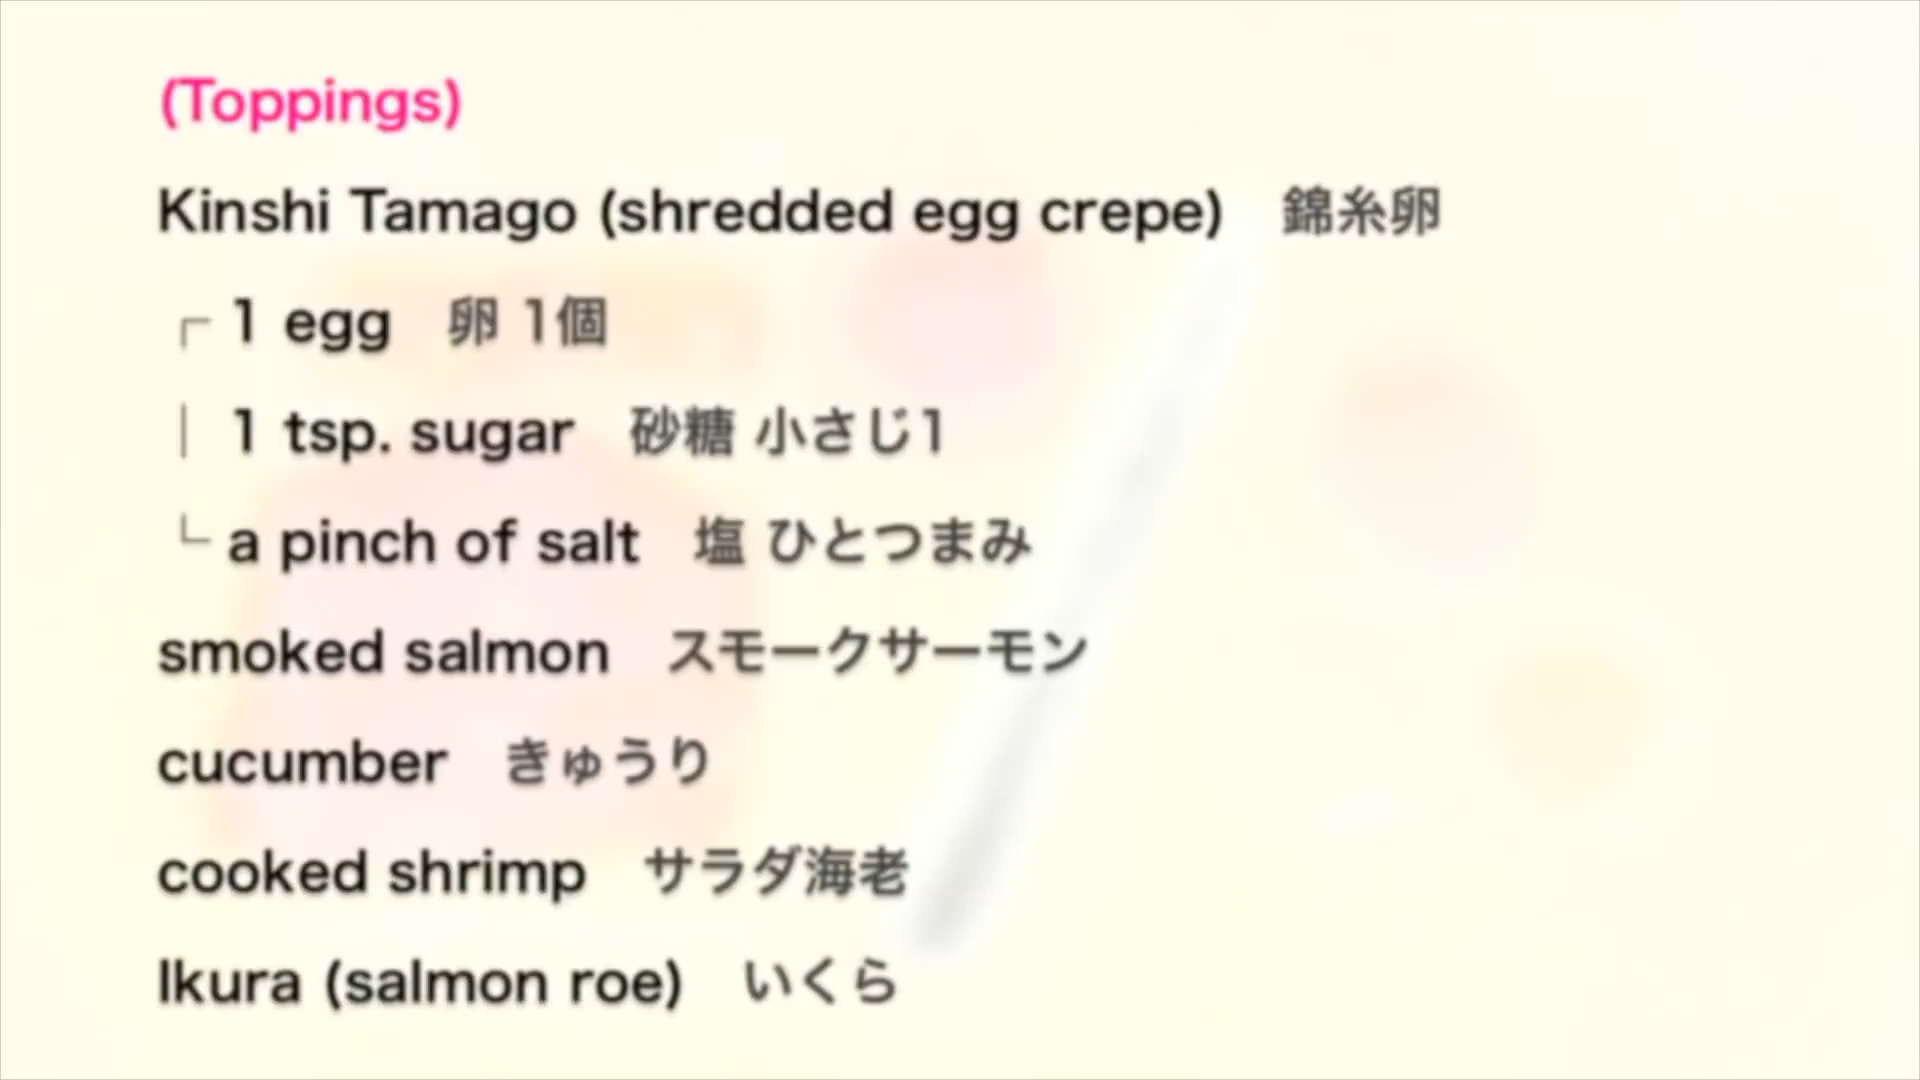 (Toppings)
Kinshi Tamago (shredded egg crepe) 錦糸卵
┌ 1 egg 卵 1個
│ 1 tsp. sugar 砂糖 小さじ1
└ a pinch of salt 塩 ひとつまみ
smoked salmon スモークサーモン
cucumber きゅうり
cooked shrimp サラダ海老
Ikura (salmon roe) いくら